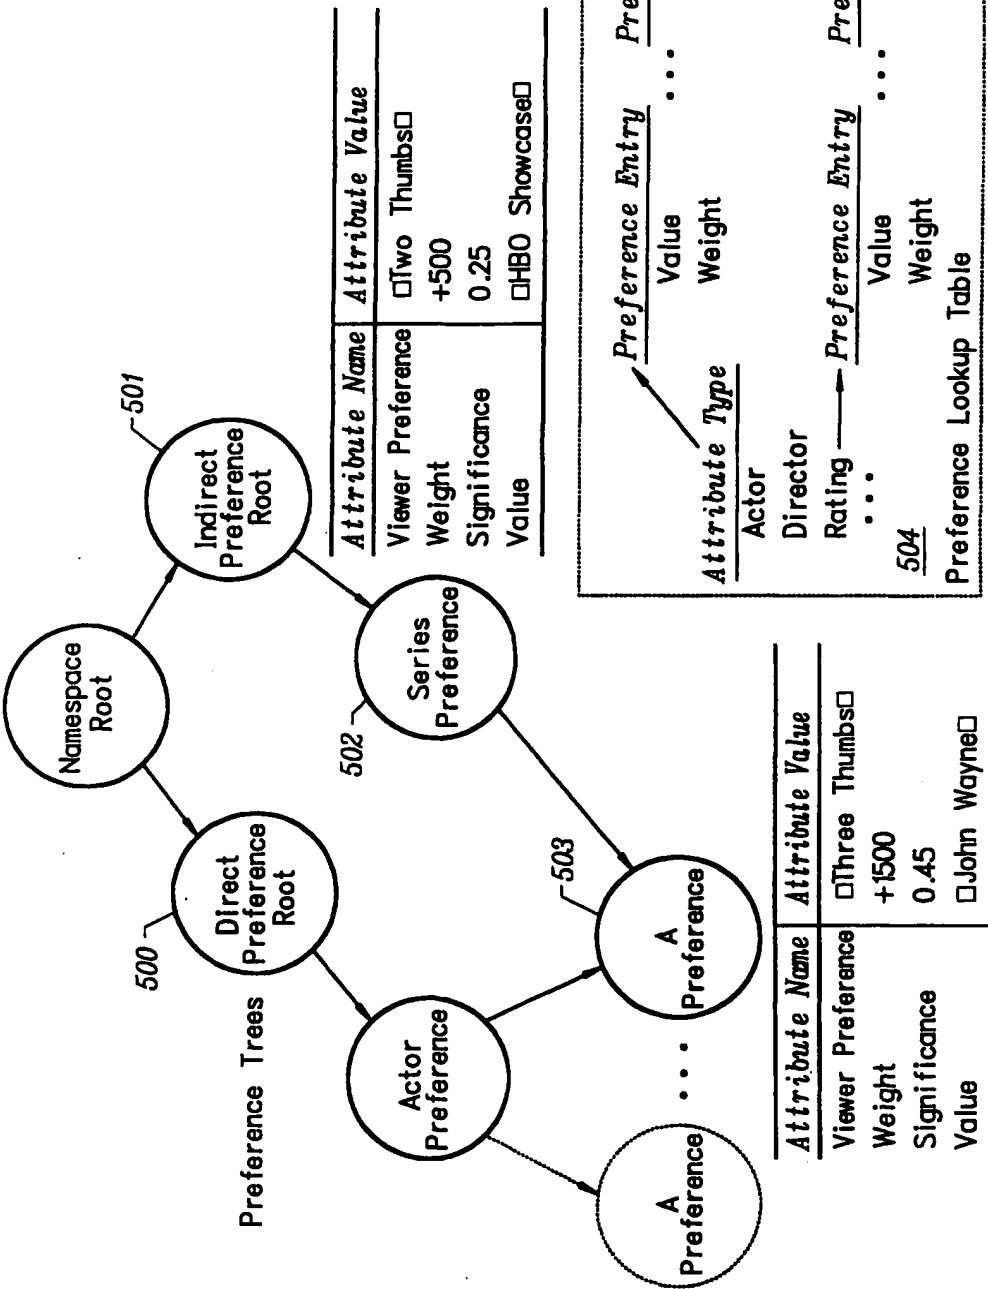 Preference Trees
Namespace
Root
500
Direct
Preference
Root
501
Indirect
Preference
Root
Actor
Preference
502
Series
Preference
A
Preference
• • •
503
A
Preference
Attribute Name Attribute Value
Viewer Preference □Two Thumbs□
Weight +500
Significance 0.25
Value □HBO Showcase□
Attribute Name Attribute Value
Viewer Preference □Three Thumbs□
Weight +1500
Significance 0.45
Value □John Wayne□
Attribute Type
Actor
Director
Rating
• • •
Preference Entry
Value
Weight
• • •
Preference Entry
Value
Weight
• • •
504
Preference Lookup Table